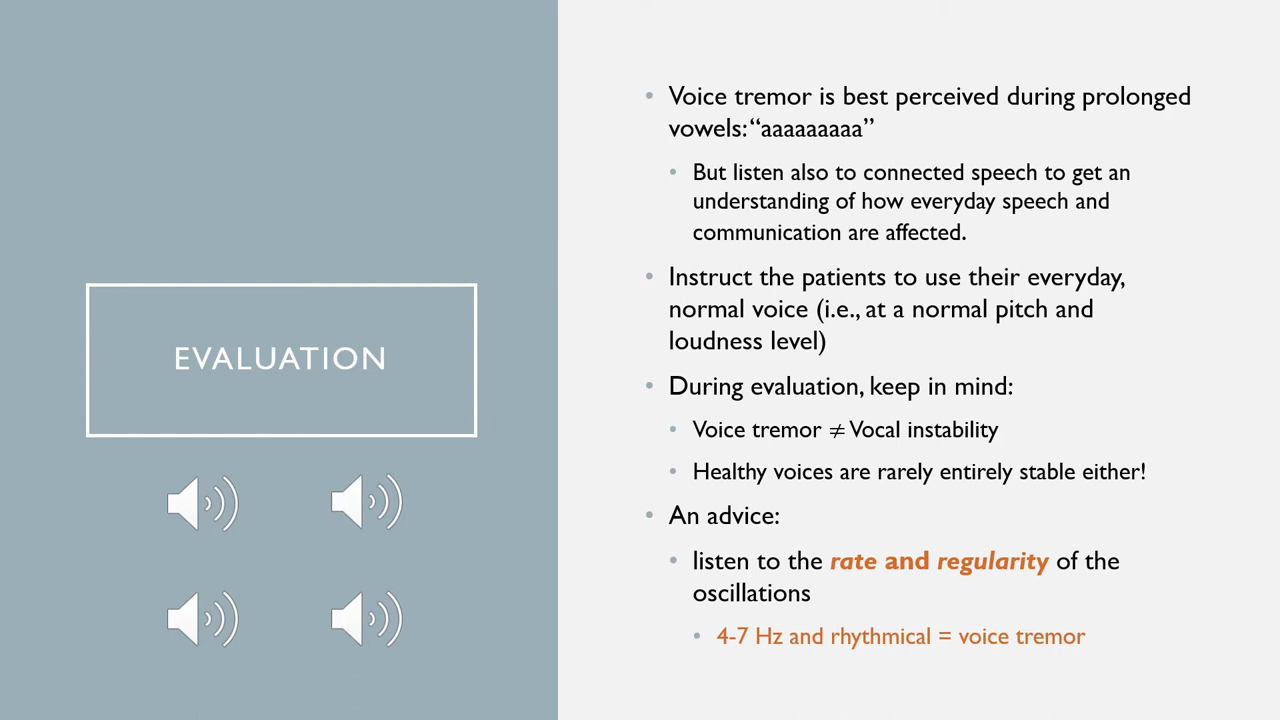 EVALUATION
Voice tremor is best perceived during prolonged
vowels: “aaaaaaaaa”
But listen also to connected speech to get an
understanding of how everyday speech and
communication are affected.
Instruct the patients to use their everyday,
normal voice (i.e., at a normal pitch and
loudness level)
During evaluation, keep in mind:
Voice tremor ≠ Vocal instability
Healthy voices are rarely entirely stable either!
An advice:
listen to the rate and regularity of the
oscillations
4-7 Hz and rhythmical = voice tremor